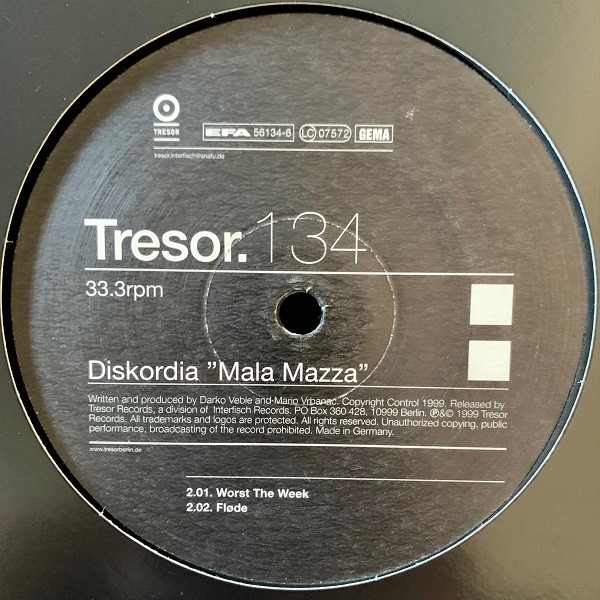 TRESOR
EFA 56134-6 LC 07572 GEMA
tresor.interfisch@snafu.de
Tresor. 134
33.3rpm
Diskordia "Mala Mazza"
Written and produced by Darko Veble and Mario Vrbanac. Copyright Control 1999. Released by
Tresor Records, a division of Interfisch Records. PO Box 360 428, 10999 Berlin. ℗&© 1999 Tresor
Records. All trademarks and logos are protected. All rights reserved. Unauthorized copying, public
performance, broadcasting of the record prohibited. Made in Germany.
www.tresorberlin.de
2.01. Worst The Week
2.02. Fløde